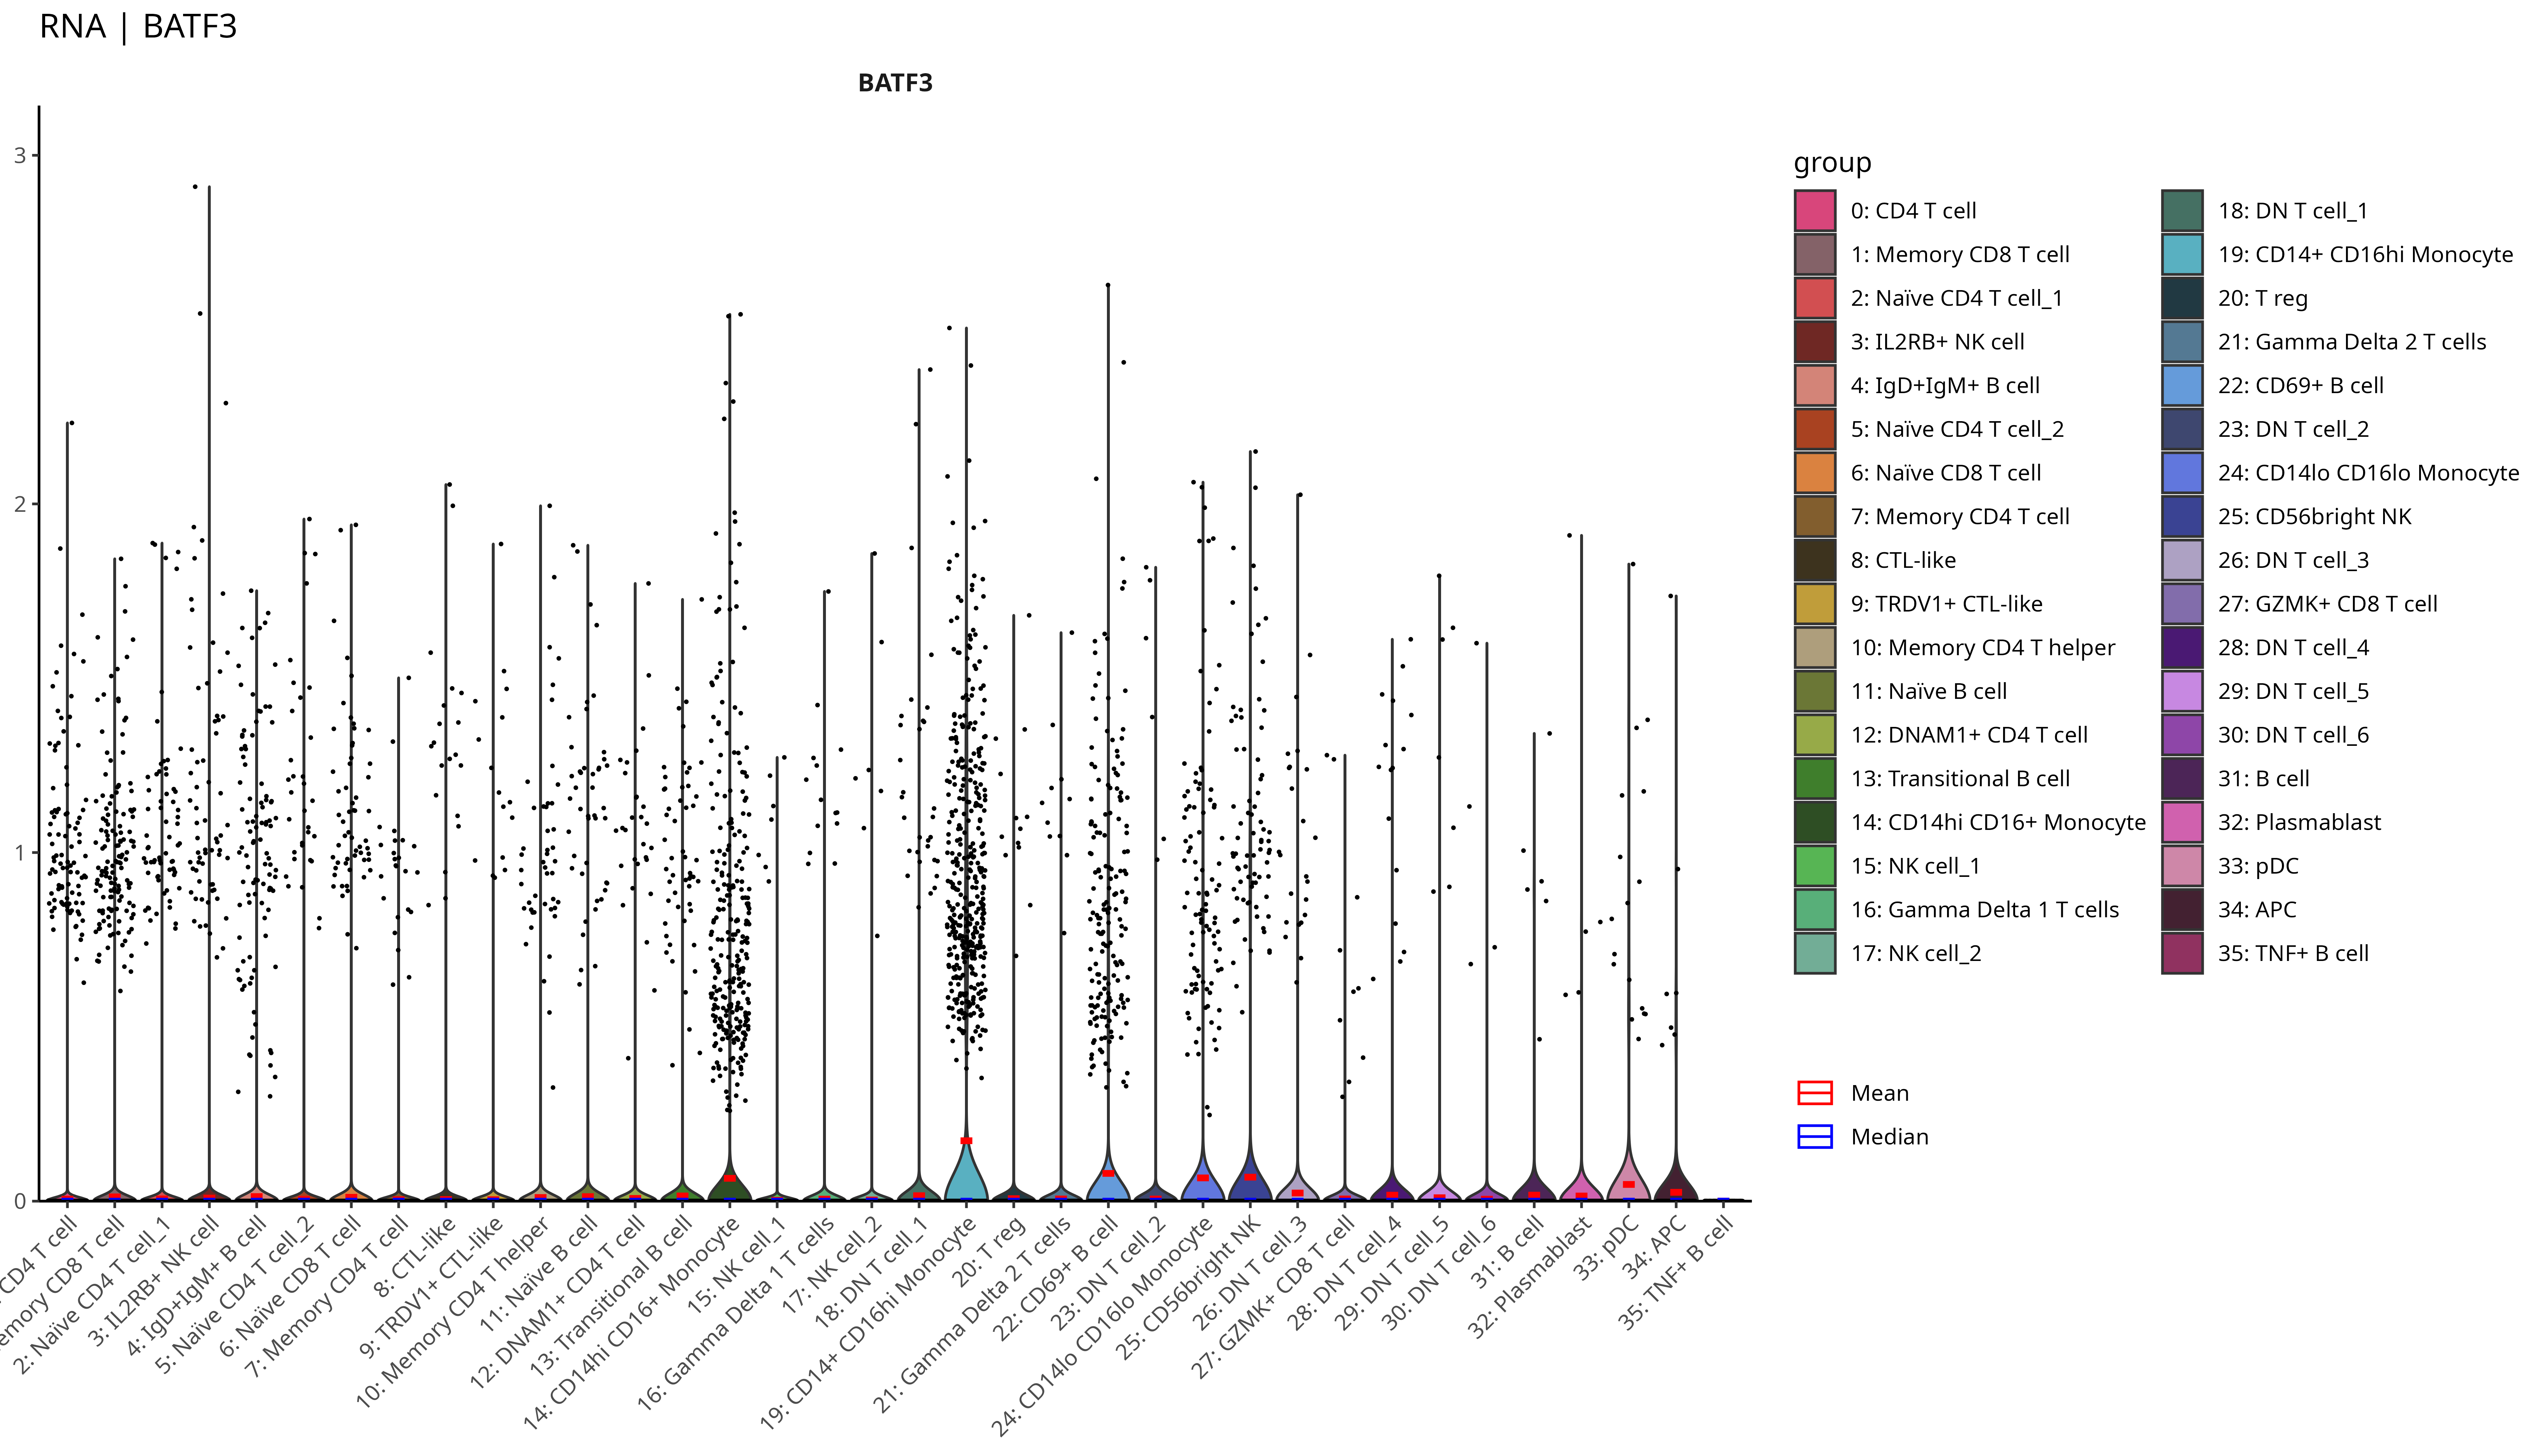 RNA | BATF3
BATF3
3
2
1
0
CD4 T cell
Memory CD8 T cell
2: Naïve CD4 T cell_1
3: IL2RB+ NK cell
4: IgD+IgM+ B cell
5: Naïve CD4 T cell_2
6: Naïve CD8 T cell
7: Memory CD4 T cell
8: CTL-like
9: TRDV1+ CTL-like
10: Memory CD4 T helper
11: Naïve B cell
12: DNAM1+ CD4 T cell
13: Transitional B cell
14: CD14hi CD16+ Monocyte
15: NK cell_1
16: Gamma Delta 1 T cells
17: NK cell_2
18: DN T cell_1
19: CD14+ CD16hi Monocyte
20: T reg
21: Gamma Delta 2 T cells
22: CD69+ B cell
23: DN T cell_2
24: CD14lo CD16lo Monocyte
25: CD56bright NK
26: DN T cell_3
27: GZMK+ CD8 T cell
28: DN T cell_4
29: DN T cell_5
30: DN T cell_6
31: B cell
32: Plasmablast
33: pDC
34: APC
35: TNF+ B cell
group
0: CD4 T cell
1: Memory CD8 T cell
2: Naïve CD4 T cell_1
3: IL2RB+ NK cell
4: IgD+IgM+ B cell
5: Naïve CD4 T cell_2
6: Naïve CD8 T cell
7: Memory CD4 T cell
8: CTL-like
9: TRDV1+ CTL-like
10: Memory CD4 T helper
11: Naïve B cell
12: DNAM1+ CD4 T cell
13: Transitional B cell
14: CD14hi CD16+ Monocyte
15: NK cell_1
16: Gamma Delta 1 T cells
17: NK cell_2
18: DN T cell_1
19: CD14+ CD16hi Monocyte
20: T reg
21: Gamma Delta 2 T cells
22: CD69+ B cell
23: DN T cell_2
24: CD14lo CD16lo Monocyte
25: CD56bright NK
26: DN T cell_3
27: GZMK+ CD8 T cell
28: DN T cell_4
29: DN T cell_5
30: DN T cell_6
31: B cell
32: Plasmablast
33: pDC
34: APC
35: TNF+ B cell
Mean
Median